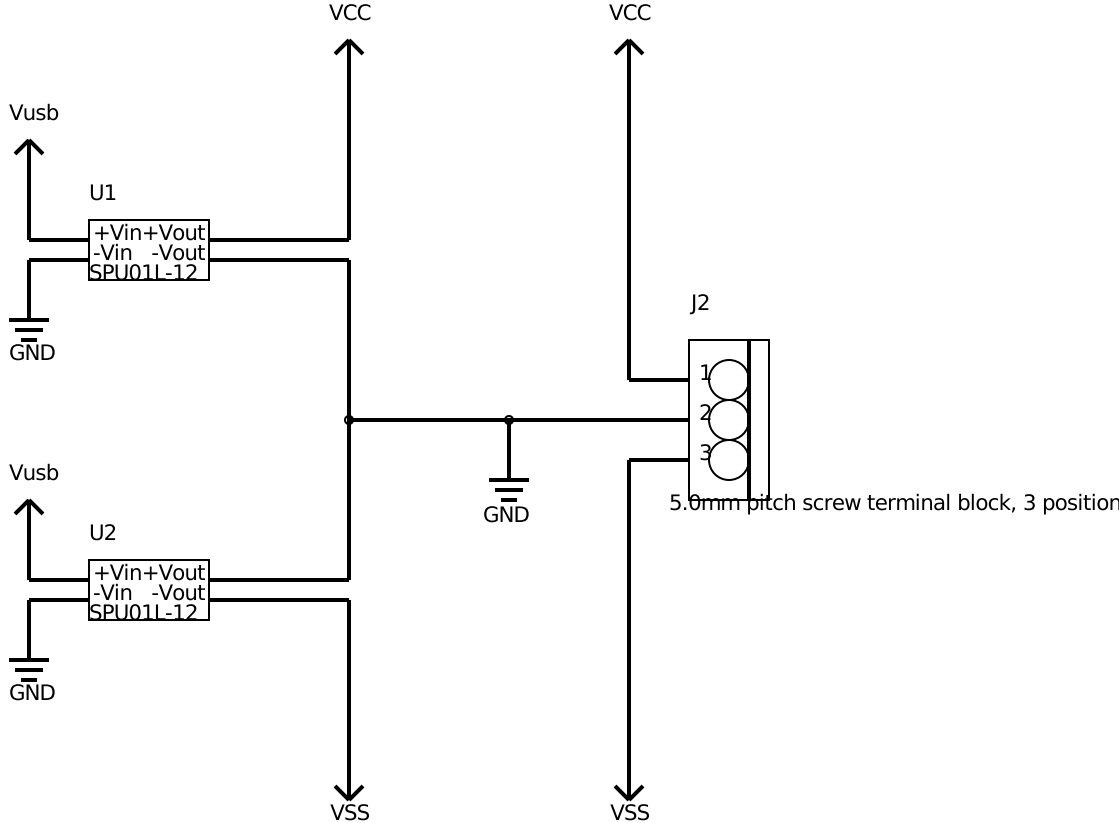 VCC
VCC
Vusb
U1
+Vin+Vout
-Vin -Vout
SPU01L-12
GND
J2
1
2
3
5.0mm pitch screw terminal block, 3 position
GND
Vusb
U2
+Vin+Vout
-Vin -Vout
SPU01L-12
GND
VSS
VSS